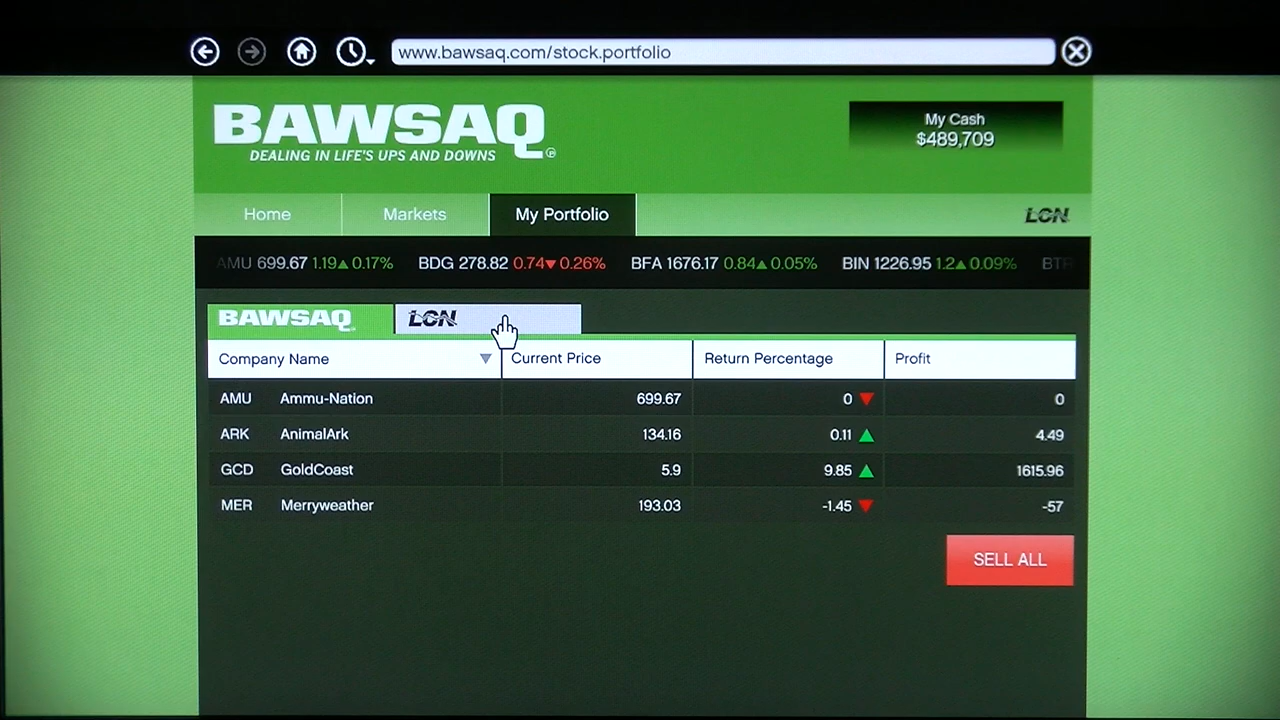 www.bawsaq.com/stock.portfolio
BAWSAQ
DEALING IN LIFE'S UPS AND DOWNS
My Cash
$489,709
Home Markets My Portfolio LCN
AMU 699.67 1.19▲0.17% BDG 278.82 0.74▼0.26% BFA 1676.17 0.84▲0.05% BIN 1226.95 1.2▲0.09% BTR
BAWSAQ LCN
Company Name ▼ Current Price Return Percentage Profit
AMU Ammu-Nation 699.67 0 ▼ 0
ARK AnimalArk 134.16 0.11 ▲ 4.49
GCD GoldCoast 5.9 9.85 ▲ 1615.96
MER Merryweather 193.03 -1.45 ▼ -57
SELL ALL